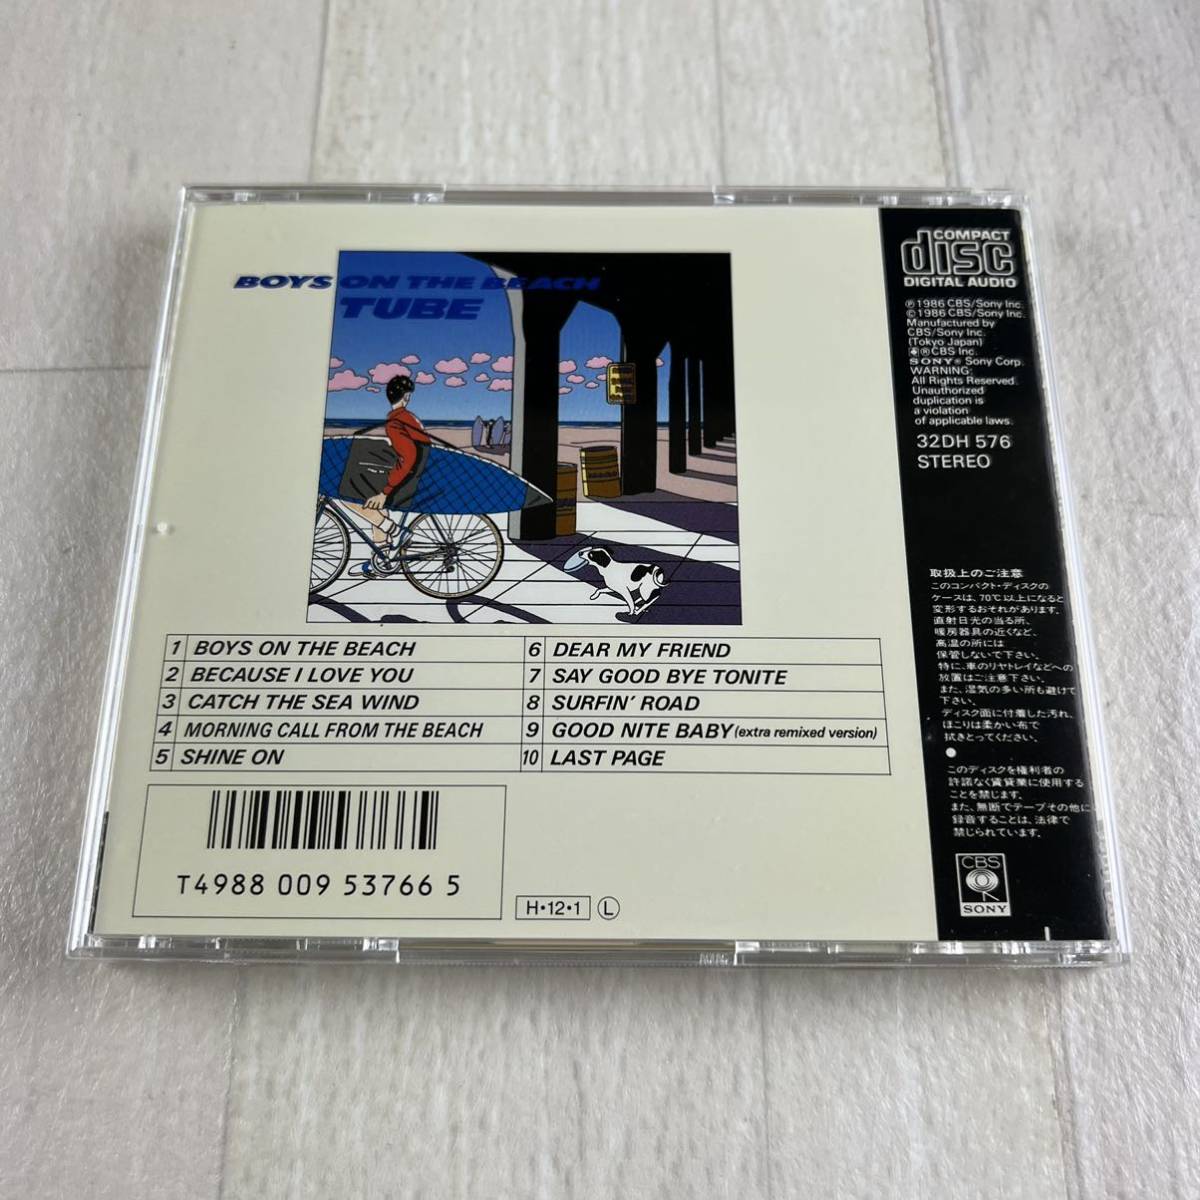 BOYS ON THE BEACH
TUBE
1 BOYS ON THE BEACH
2 BECAUSE I LOVE YOU
3 CATCH THE SEA WIND
4 MORNING CALL FROM THE BEACH
5 SHINE ON
6 DEAR MY FRIEND
7 SAY GOOD BYE TONITE
8 SURFIN' ROAD
9 GOOD NITE BABY (extra remixed version)
10 LAST PAGE
T4988 009 53766 5
H•12•1 Ⓛ
COMPACT
disc
DIGITAL AUDIO
℗1986 CBS/Sony Inc.
©1986 CBS/Sony Inc.
Manufactured by
CBS/Sony Inc.
(Tokyo Japan)
®CBS Inc.
SONY® Sony Corp.
WARNING:
All Rights Reserved.
Unauthorized
duplication is
a violation
of applicable laws.
32DH 576
STEREO
取扱上のご注意
このコンパクト・ディスクの
ケースは、70℃以上になると
変形するおそれがあります。
直射日光の当る所、
暖房器具の近くなど、
高温の所には
保管しないで下さい。
特に、車のリヤトレイなどへの
放置はご注意下さい。
また、湿気の多い所も避けて
下さい。
ディスク面に付着した汚れ、
ほこりは柔かい布で
拭きとってください。
●
このディスクを権利者の
許諾なく賃貸業に使用する
ことを禁じます。
また、無断でテープその他に
録音することは、法律で
禁じられています。
CBS
SONY